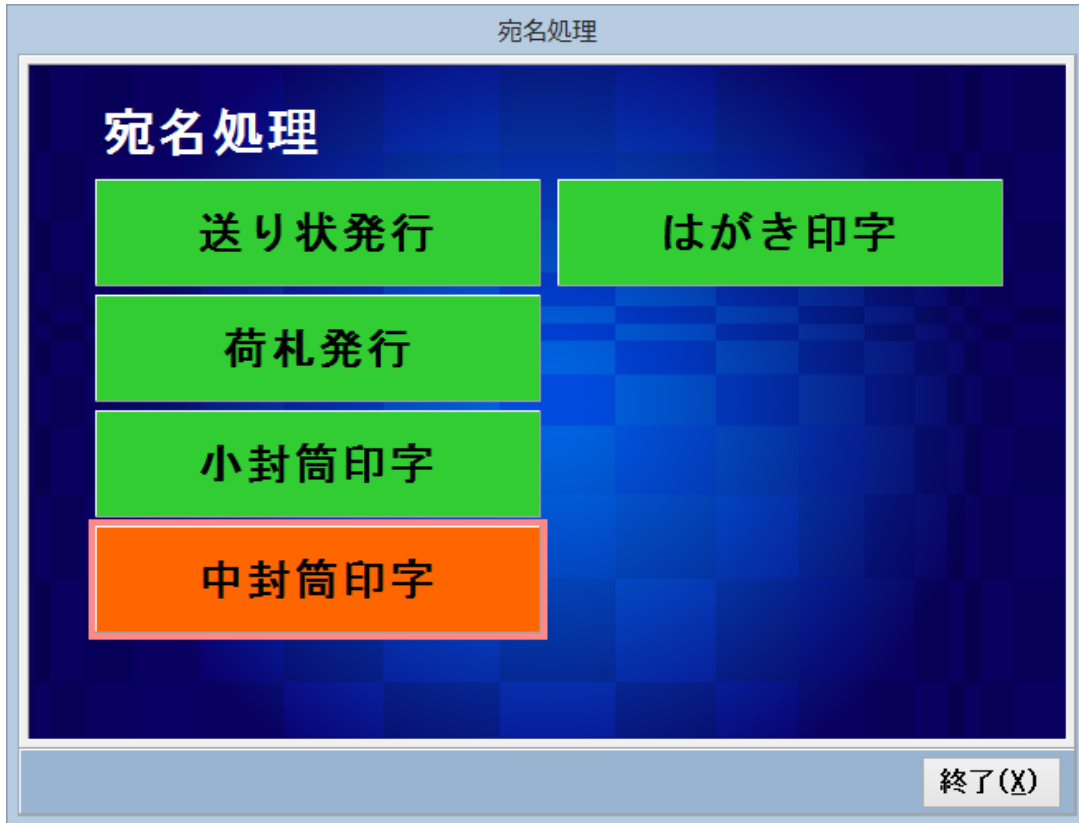 宛名処理
宛名処理
送り状発行
はがき印字
荷札発行
小封筒印字
中封筒印字
終了(X)